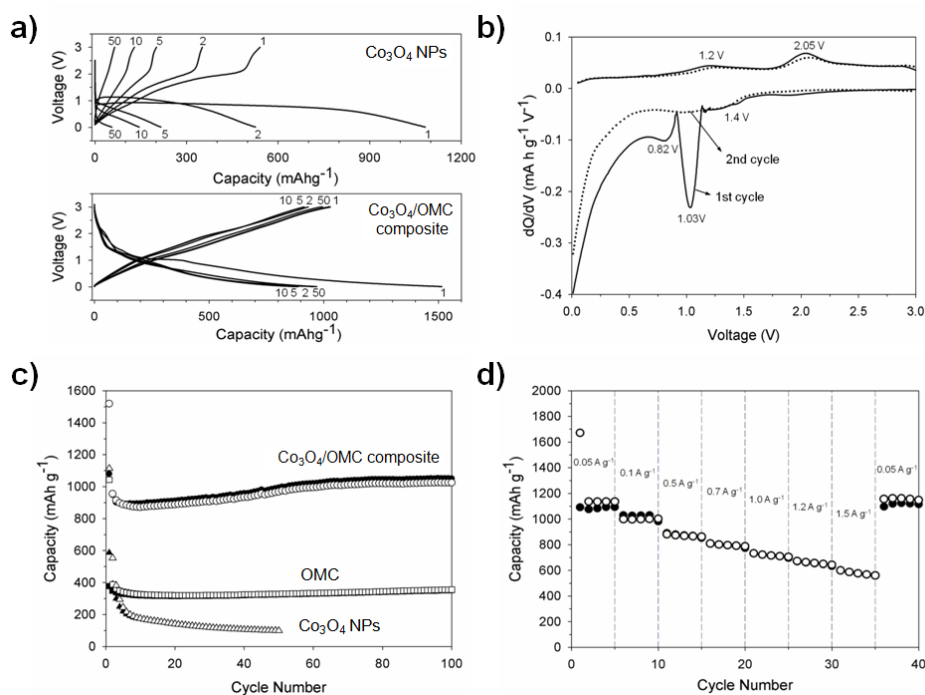 a)
50 10 5 2 1
Co₃O₄ NPs
Voltage (V)
4
3
2
1
0
50 10 5 2 1
0 300 600 900 1200
Capacity (mAhg⁻¹)
10 5 2 50 1
Co₃O₄/OMC
composite
Voltage (V)
4
3
2
1
0
10 5 2 50 1
0 500 1000 1500
Capacity (mAhg⁻¹)
b)
dQ/dV (mA h g⁻¹ V⁻¹)
0.1
0.0
-0.1
-0.2
-0.3
-0.4
1.2 V
2.05 V
1.4 V
0.82 V
2nd cycle
1st cycle
1.03V
0.0 0.5 1.0 1.5 2.0 2.5 3.0
Voltage (V)
c)
Capacity (mAh g⁻¹)
1600
1400
1200
1000
800
600
400
200
0
Co₃O₄/OMC composite
OMC
Co₃O₄ NPs
0 20 40 60 80 100
Cycle Number
d)
Capacity (mAh g⁻¹)
2000
1800
1600
1400
1200
1000
800
600
400
200
0
0.05 A g⁻¹
0.1 A g⁻¹
0.5 A g⁻¹
0.7 A g⁻¹
1.0 A g⁻¹
1.2 A g⁻¹
1.5 A g⁻¹
0.05 A g⁻¹
0 10 20 30 40
Cycle Number